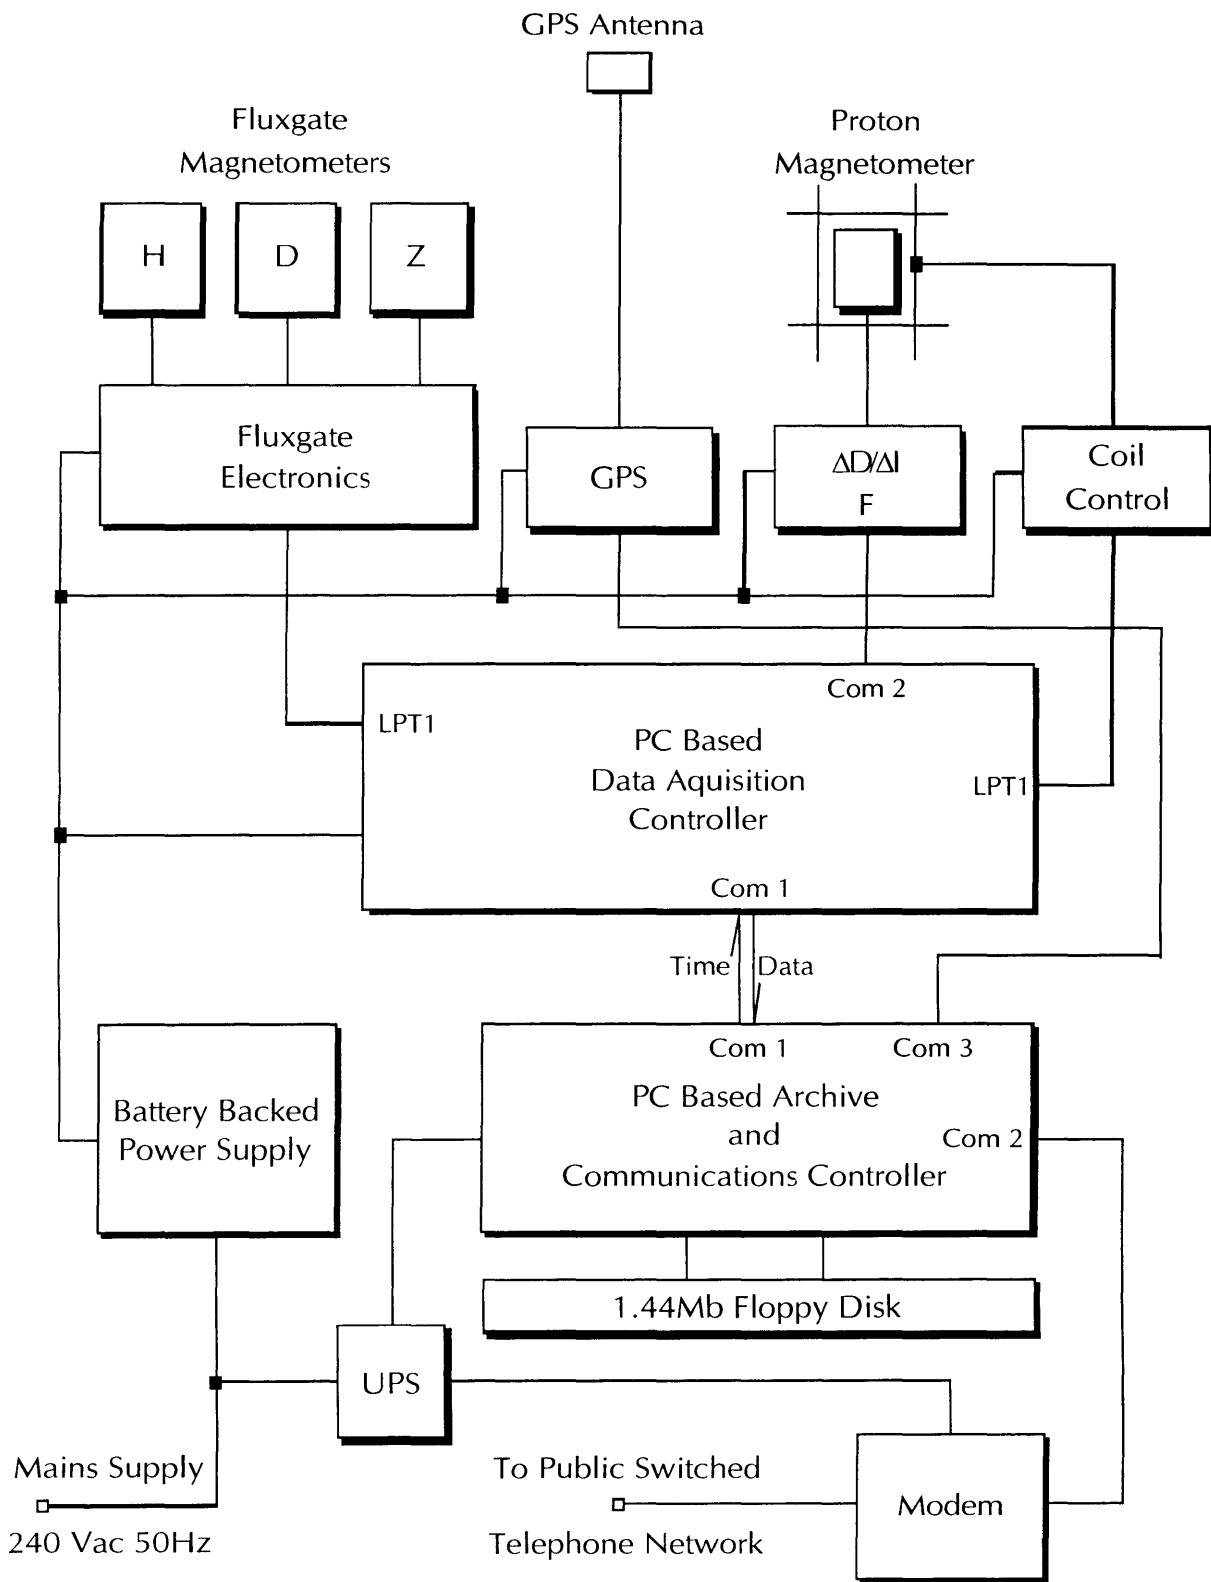 GPS Antenna
Fluxgate
Magnetometers
Proton
Magnetometer
H
D
Z
Fluxgate
Electronics
GPS
ΔD/ΔI
F
Coil
Control
Com 2
LPT1
PC Based
Data Aquisition
Controller
LPT1
Com 1
Time
Data
Com 1
Com 3
PC Based Archive
and
Communications Controller
Com 2
Battery Backed
Power Supply
1.44Mb Floppy Disk
UPS
Mains Supply
240 Vac 50Hz
To Public Switched
Telephone Network
Modem